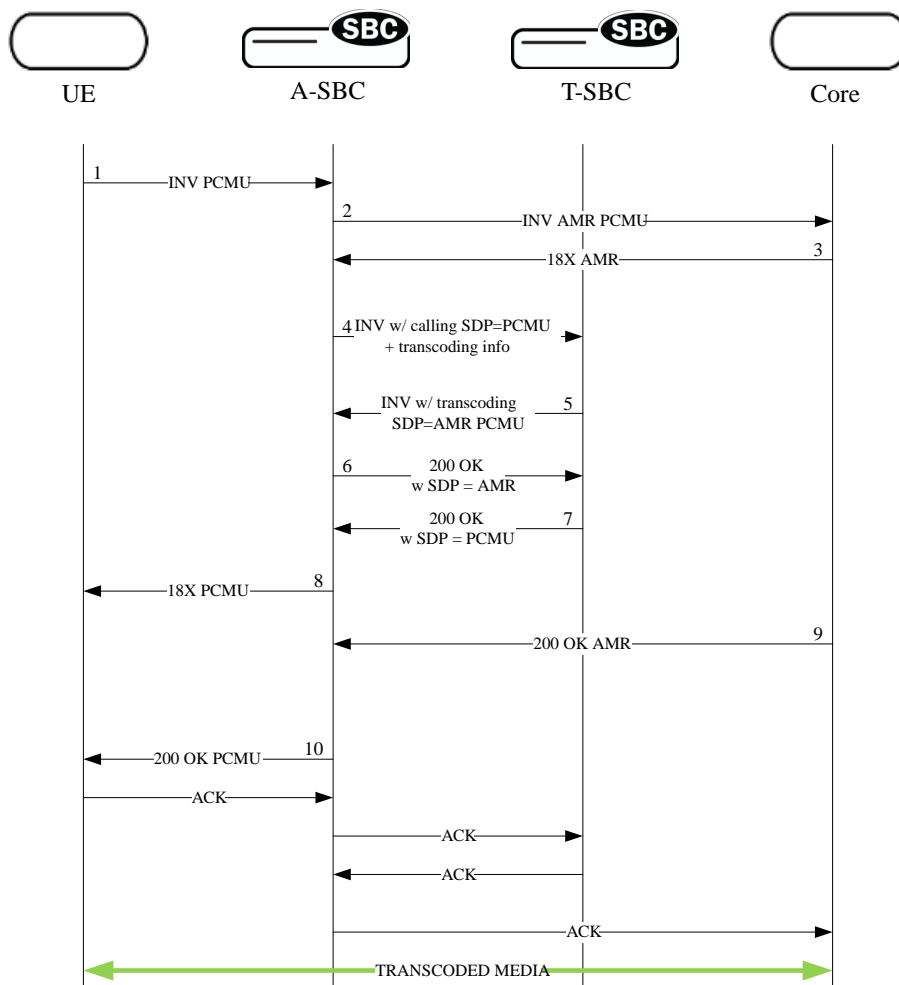 SBC
SBC
UE
A-SBC
T-SBC
Core
1
INV PCMU
2
INV AMR PCMU
18X AMR
3
4
INV w/ calling SDP=PCMU
+ transcoding info
INV w/ transcoding
5
SDP=AMR PCMU
6
200 OK
w SDP = AMR
200 OK
7
w SDP = PCMU
18X PCMU
8
200 OK AMR
9
200 OK PCMU
10
ACK
ACK
ACK
ACK
TRANSCODED MEDIA